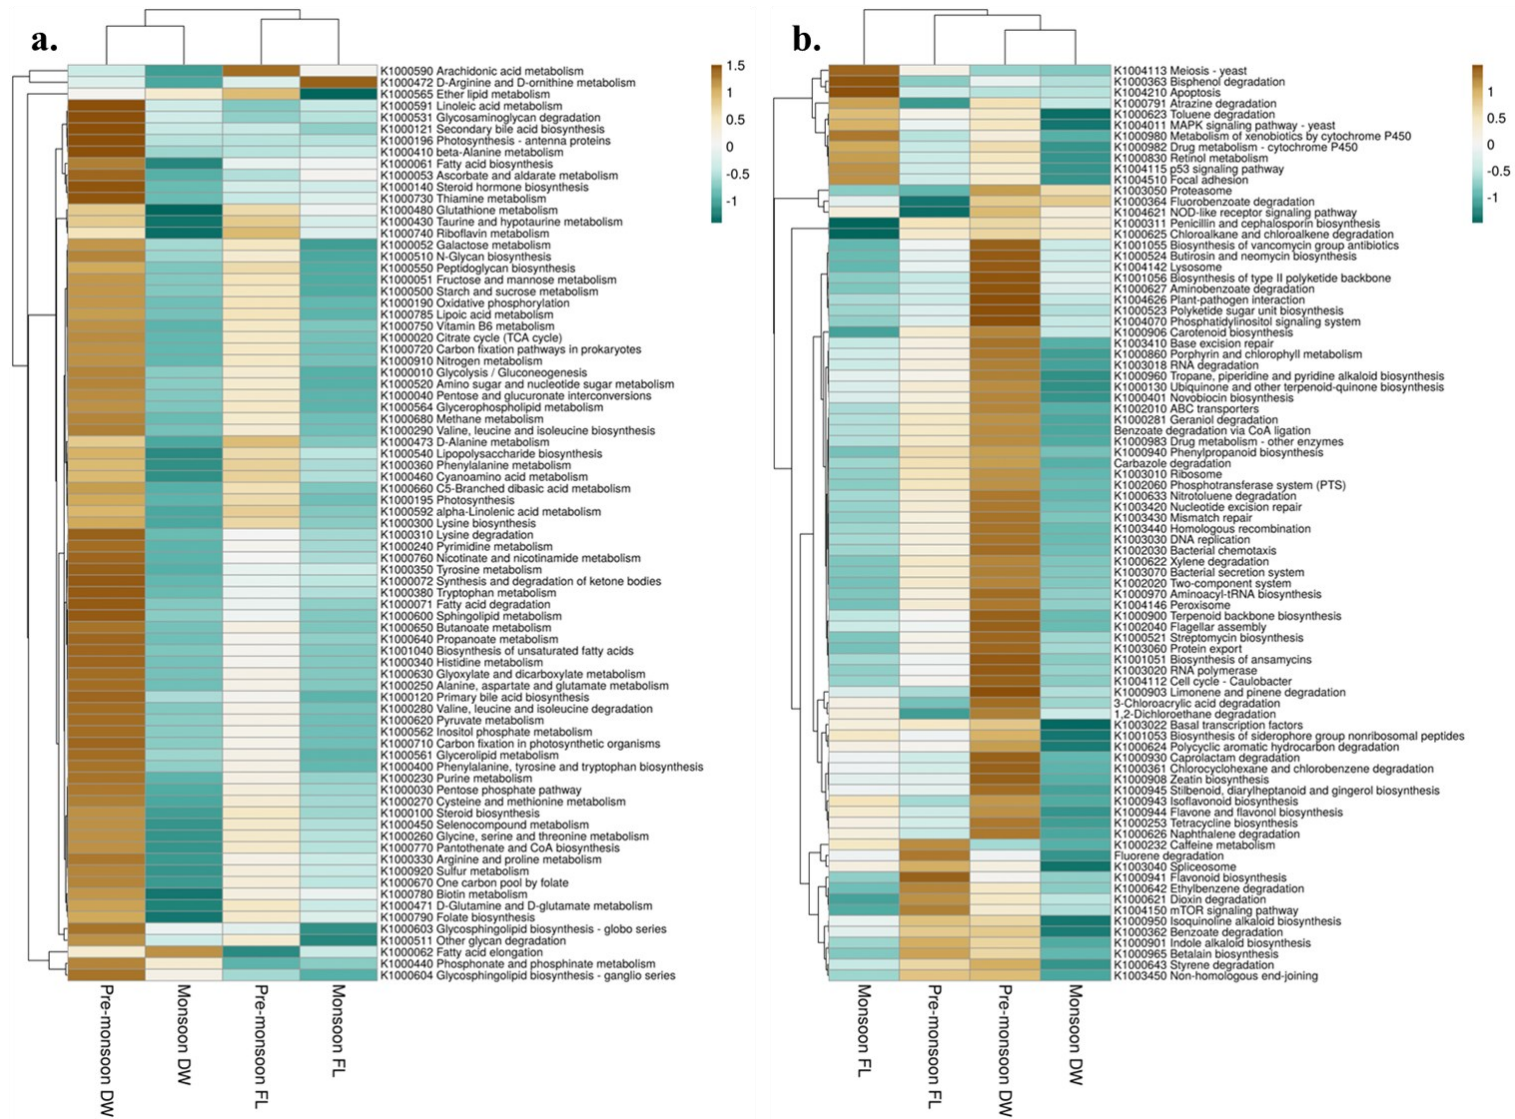 a.
K1000590 Arachidonic acid metabolism
K1000472 D-Arginine and D-ornithine metabolism
K1000565 Ether lipid metabolism
K1000591 Linoleic acid metabolism
K1000531 Glycosaminoglycan degradation
K1000121 Secondary bile acid biosynthesis
K1000196 Photosynthesis - antenna proteins
K1000410 beta-Alanine metabolism
K1000061 Fatty acid biosynthesis
K1000053 Ascorbate and aldarate metabolism
K1000140 Steroid hormone biosynthesis
K1000730 Thiamine metabolism
K1000480 Glutathione metabolism
K1000430 Taurine and hypotaurine metabolism
K1000740 Riboflavin metabolism
K1000052 Galactose metabolism
K1000510 N-Glycan biosynthesis
K1000550 Peptidoglycan biosynthesis
K1000051 Fructose and mannose metabolism
K1000500 Starch and sucrose metabolism
K1000190 Oxidative phosphorylation
K1000785 Lipoic acid metabolism
K1000750 Vitamin B6 metabolism
K1000020 Citrate cycle (TCA cycle)
K1000720 Carbon fixation pathways in prokaryotes
K1000910 Nitrogen metabolism
K1000010 Glycolysis / Gluconeogenesis
K1000520 Amino sugar and nucleotide sugar metabolism
K1000040 Pentose and glucuronate interconversions
K1000564 Glycerophospholipid metabolism
K1000680 Methane metabolism
K1000290 Valine, leucine and isoleucine biosynthesis
K1000473 D-Alanine metabolism
K1000540 Lipopolysaccharide biosynthesis
K1000360 Phenylalanine metabolism
K1000460 Cyanoamino acid metabolism
K1000660 C5-Branched dibasic acid metabolism
K1000195 Photosynthesis
K1000592 alpha-Linolenic acid metabolism
K1000300 Lysine biosynthesis
K1000310 Lysine degradation
K1000240 Pyrimidine metabolism
K1000760 Nicotinate and nicotinamide metabolism
K1000350 Tyrosine metabolism
K1000072 Synthesis and degradation of ketone bodies
K1000380 Tryptophan metabolism
K1000071 Fatty acid degradation
K1000600 Sphingolipid metabolism
K1000650 Butanoate metabolism
K1000640 Propanoate metabolism
K1001040 Biosynthesis of unsaturated fatty acids
K1000340 Histidine metabolism
K1000630 Glyoxylate and dicarboxylate metabolism
K1000250 Alanine, aspartate and glutamate metabolism
K1000120 Primary bile acid biosynthesis
K1000280 Valine, leucine and isoleucine degradation
K1000620 Pyruvate metabolism
K1000562 Inositol phosphate metabolism
K1000710 Carbon fixation in photosynthetic organisms
K1000561 Glycerolipid metabolism
K1000400 Phenylalanine, tyrosine and tryptophan biosynthesis
K1000230 Purine metabolism
K1000030 Pentose phosphate pathway
K1000270 Cysteine and methionine metabolism
K1000100 Steroid biosynthesis
K1000450 Selenocompound metabolism
K1000260 Glycine, serine and threonine metabolism
K1000770 Pantothenate and CoA biosynthesis
K1000330 Arginine and proline metabolism
K1000920 Sulfur metabolism
K1000670 One carbon pool by folate
K1000780 Biotin metabolism
K1000471 D-Glutamine and D-glutamate metabolism
K1000790 Folate biosynthesis
K1000603 Glycosphingolipid biosynthesis - globo series
K1000511 Other glycan degradation
K1000062 Fatty acid elongation
K1000440 Phosphonate and phosphinate metabolism
K1000604 Glycosphingolipid biosynthesis - ganglio series
Pre-monsoon DW
Monsoon DW
Pre-monsoon FL
Monsoon FL
1.5
1
0.5
0
-0.5
-1
b.
K1004113 Meiosis - yeast
K1000363 Bisphenol degradation
K1004210 Apoptosis
K1000791 Atrazine degradation
K1000623 Toluene degradation
K1004011 MAPK signaling pathway - yeast
K1000980 Metabolism of xenobiotics by cytochrome P450
K1000982 Drug metabolism - cytochrome P450
K1000830 Retinol metabolism
K1004115 p53 signaling pathway
K1004510 Focal adhesion
K1003050 Proteasome
K1000364 Fluorobenzoate degradation
K1004621 NOD-like receptor signaling pathway
K1000311 Penicillin and cephalosporin biosynthesis
K1000625 Chloroalkane and chloroalkene degradation
K1001055 Biosynthesis of vancomycin group antibiotics
K1000524 Butirosin and neomycin biosynthesis
K1004142 Lysosome
K1001056 Biosynthesis of type II polyketide backbone
K1000627 Aminobenzoate degradation
K1004626 Plant-pathogen interaction
K1000523 Polyketide sugar unit biosynthesis
K1004070 Phosphatidylinositol signaling system
K1000906 Carotenoid biosynthesis
K1003410 Base excision repair
K1000860 Porphyrin and chlorophyll metabolism
K1003018 RNA degradation
K1000960 Tropane, piperidine and pyridine alkaloid biosynthesis
K1000130 Ubiquinone and other terpenoid-quinone biosynthesis
K1000401 Novobiocin biosynthesis
K1002010 ABC transporters
K1000281 Geraniol degradation
Benzoate degradation via CoA ligation
K1000983 Drug metabolism - other enzymes
K1000940 Phenylpropanoid biosynthesis
Carbazole degradation
K1003010 Ribosome
K1002060 Phosphotransferase system (PTS)
K1000633 Nitrotoluene degradation
K1003420 Nucleotide excision repair
K1003430 Mismatch repair
K1003440 Homologous recombination
K1003030 DNA replication
K1002030 Bacterial chemotaxis
K1000622 Xylene degradation
K1003070 Bacterial secretion system
K1002020 Two-component system
K1000970 Aminoacyl-tRNA biosynthesis
K1004146 Peroxisome
K1000900 Terpenoid backbone biosynthesis
K1002040 Flagellar assembly
K1000521 Streptomycin biosynthesis
K1003060 Protein export
K1001051 Biosynthesis of ansamycins
K1003020 RNA polymerase
K1004112 Cell cycle - Caulobacter
K1000903 Limonene and pinene degradation
3-Chloroacrylic acid degradation
1,2-Dichloroethane degradation
K1003022 Basal transcription factors
K1001053 Biosynthesis of siderophore group nonribosomal peptides
K1000624 Polycyclic aromatic hydrocarbon degradation
K1000930 Caprolactam degradation
K1000361 Chlorocyclohexane and chlorobenzene degradation
K1000908 Zeatin biosynthesis
K1000945 Stilbenoid, diarylheptanoid and gingerol biosynthesis
K1000943 Isoflavonoid biosynthesis
K1000944 Flavone and flavonol biosynthesis
K1000253 Tetracycline biosynthesis
K1000626 Naphthalene degradation
K1000232 Caffeine metabolism
Fluorene degradation
K1003040 Spliceosome
K1000941 Flavonoid biosynthesis
K1000642 Ethylbenzene degradation
K1000621 Dioxin degradation
K1004150 mTOR signaling pathway
K1000950 Isoquinoline alkaloid biosynthesis
K1000362 Benzoate degradation
K1000901 Indole alkaloid biosynthesis
K1000965 Betalain biosynthesis
K1000643 Styrene degradation
K1003450 Non-homologous end-joining
Monsoon FL
Pre-monsoon FL
Pre-monsoon DW
Monsoon DW
1
0.5
0
-0.5
-1